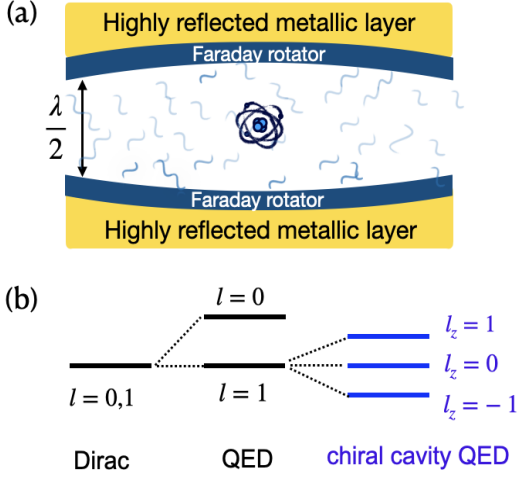 (a)
Highly reflected metallic layer
Faraday rotator
λ/2
Faraday rotator
Highly reflected metallic layer
(b)
l = 0
l = 0,1
l = 1
l_z = 1
l_z = 0
l_z = − 1
Dirac
QED
chiral cavity QED